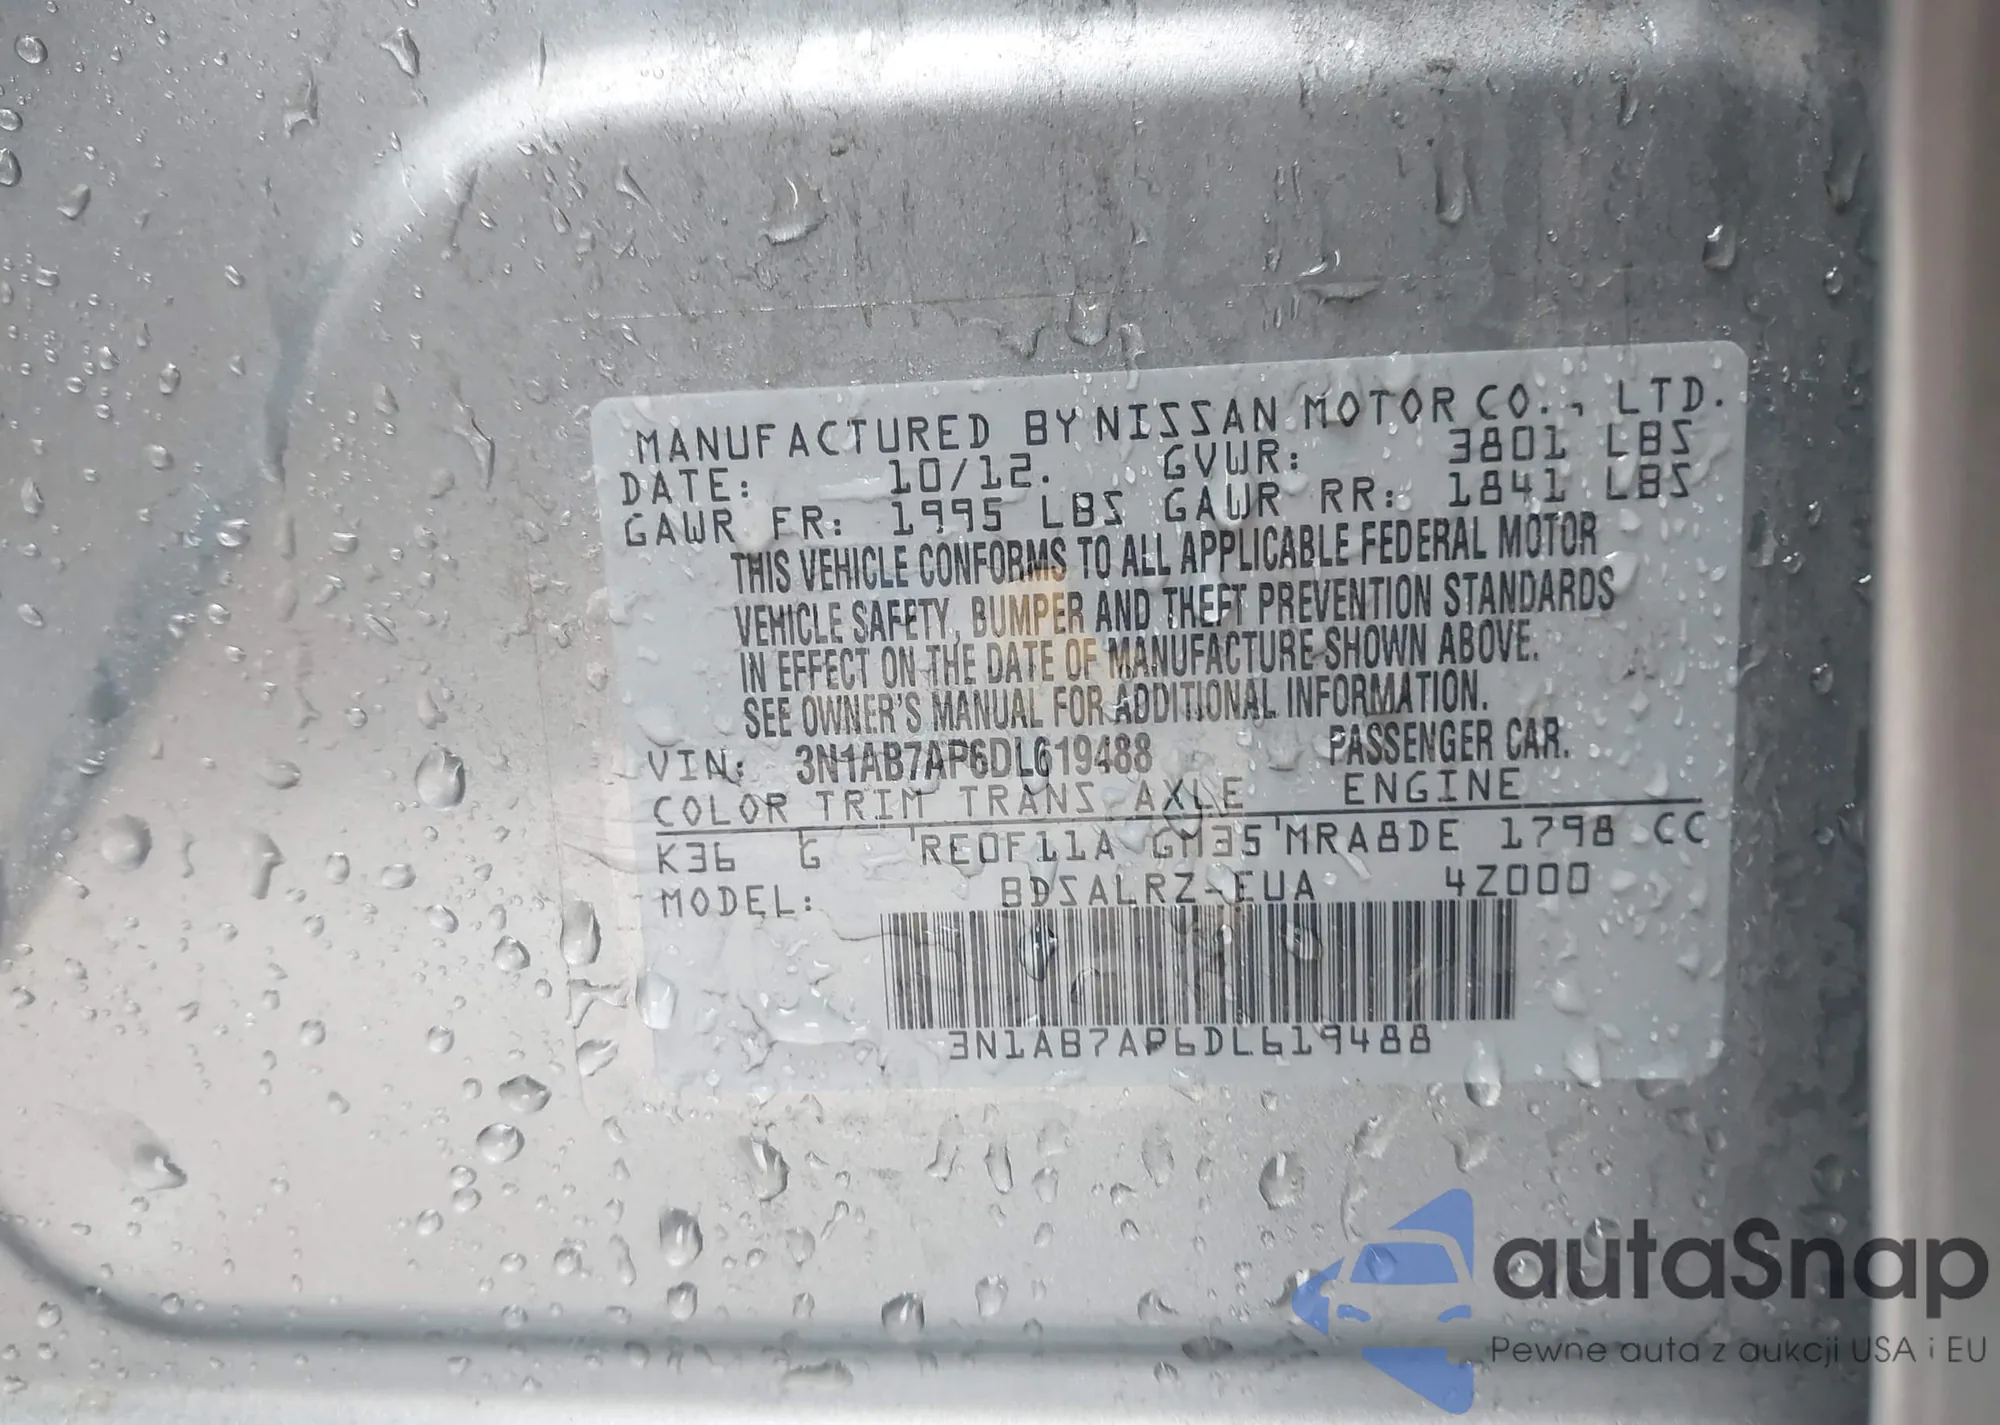 MANUFACTURED BY NISSAN MOTOR CO., LTD.
DATE: 10/12. GVWR: 3801 LBS
GAWR FR: 1995 LBS GAWR RR: 1841 LBS
THIS VEHICLE CONFORMS TO ALL APPLICABLE FEDERAL MOTOR
VEHICLE SAFETY, BUMPER AND THEFT PREVENTION STANDARDS
IN EFFECT ON THE DATE OF MANUFACTURE SHOWN ABOVE.
SEE OWNER'S MANUAL FOR ADDITIONAL INFORMATION.
VIN: 3N1AB7AP6DL619488 PASSENGER CAR.
COLOR TRIM TRANS AXLE ENGINE
K36 G RE0F11A GM35 MRA8DE 1798 CC
MODEL: BDSALRZ-EUA 4Z000
3N1AB7AP6DL619488
autaSnap
Pewne auta z aukcji USA i EU